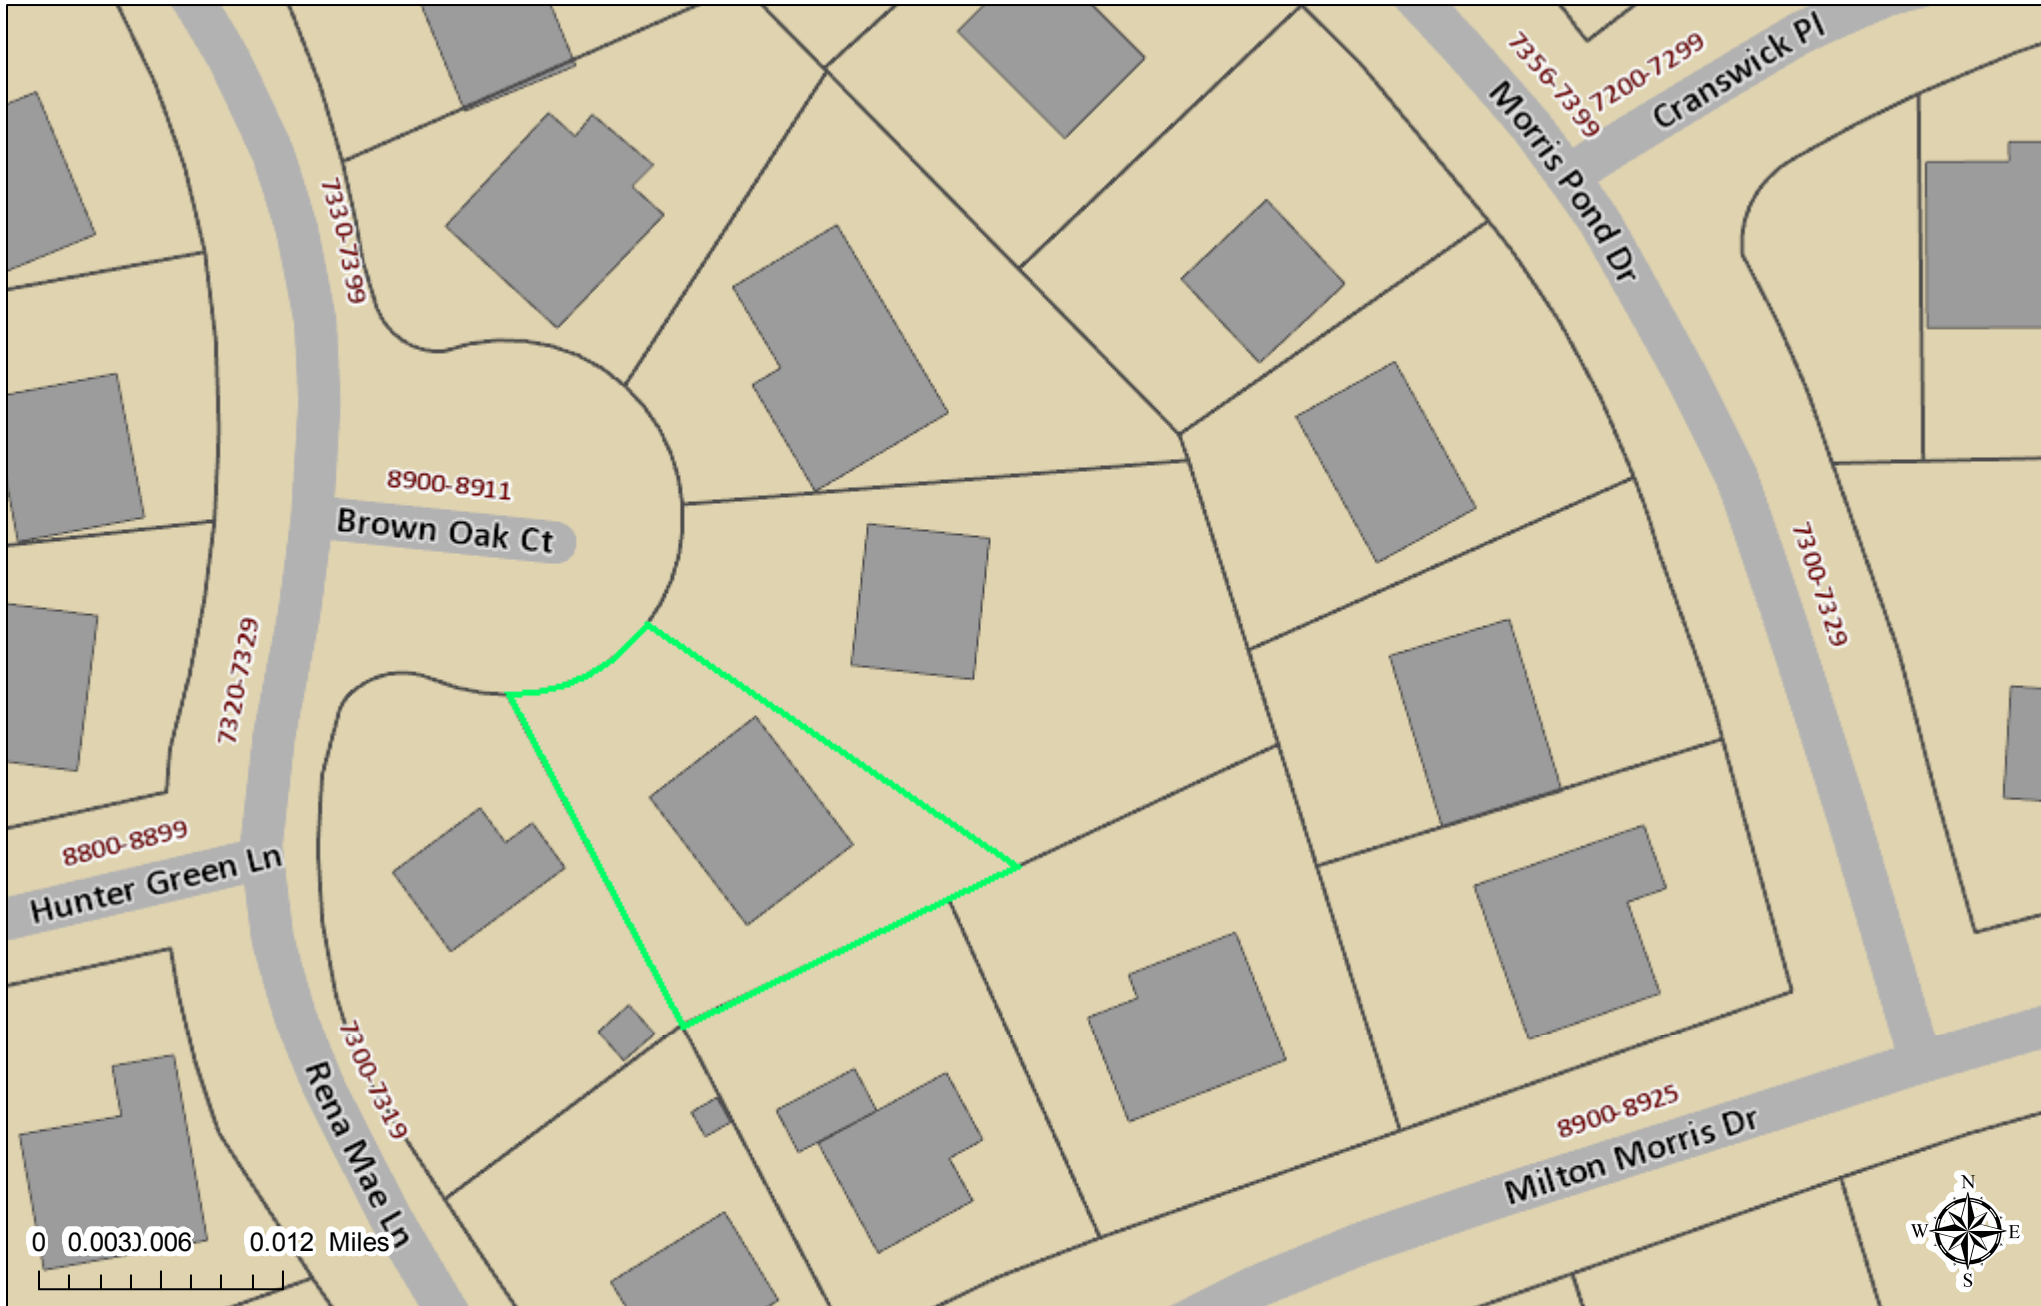 7356-7399
7200-7299
Cranswick Pl
Morris Pond Dr
7330-7399
8900-8911
Brown Oak Ct
7300-7329
7320-7329
8800-8899
Hunter Green Ln
7300-7319
Rena Mae Ln
8900-8925
Milton Morris Dr
0 0.003 0.006 0.012 Miles
N
W E
S